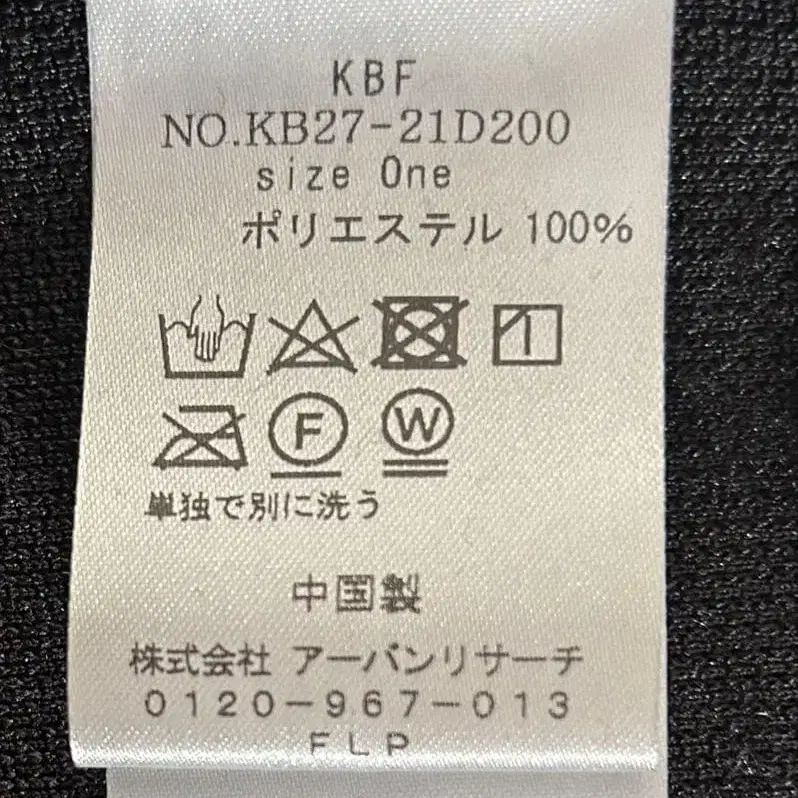 KBF
NO.KB27-21D200
size One
ポリエステル 100%
F W
単独で別に洗う
中国製
株式会社 アーバンリサーチ
0120-967-013
FLP